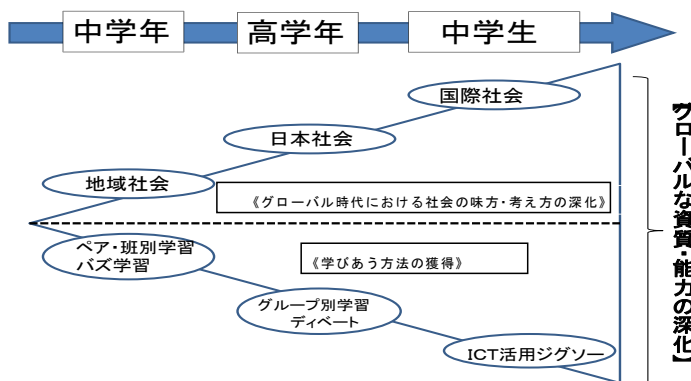 中学年
高学年
中学生
国際社会
日本社会
地域社会
《グローバル時代における社会の味方・考え方の深化》
ペア・班別学習
バズ学習
《学びあう方法の獲得》
グループ別学習
ディベート
ICT活用ジグソー
【グローバルな資質・能力の深化】